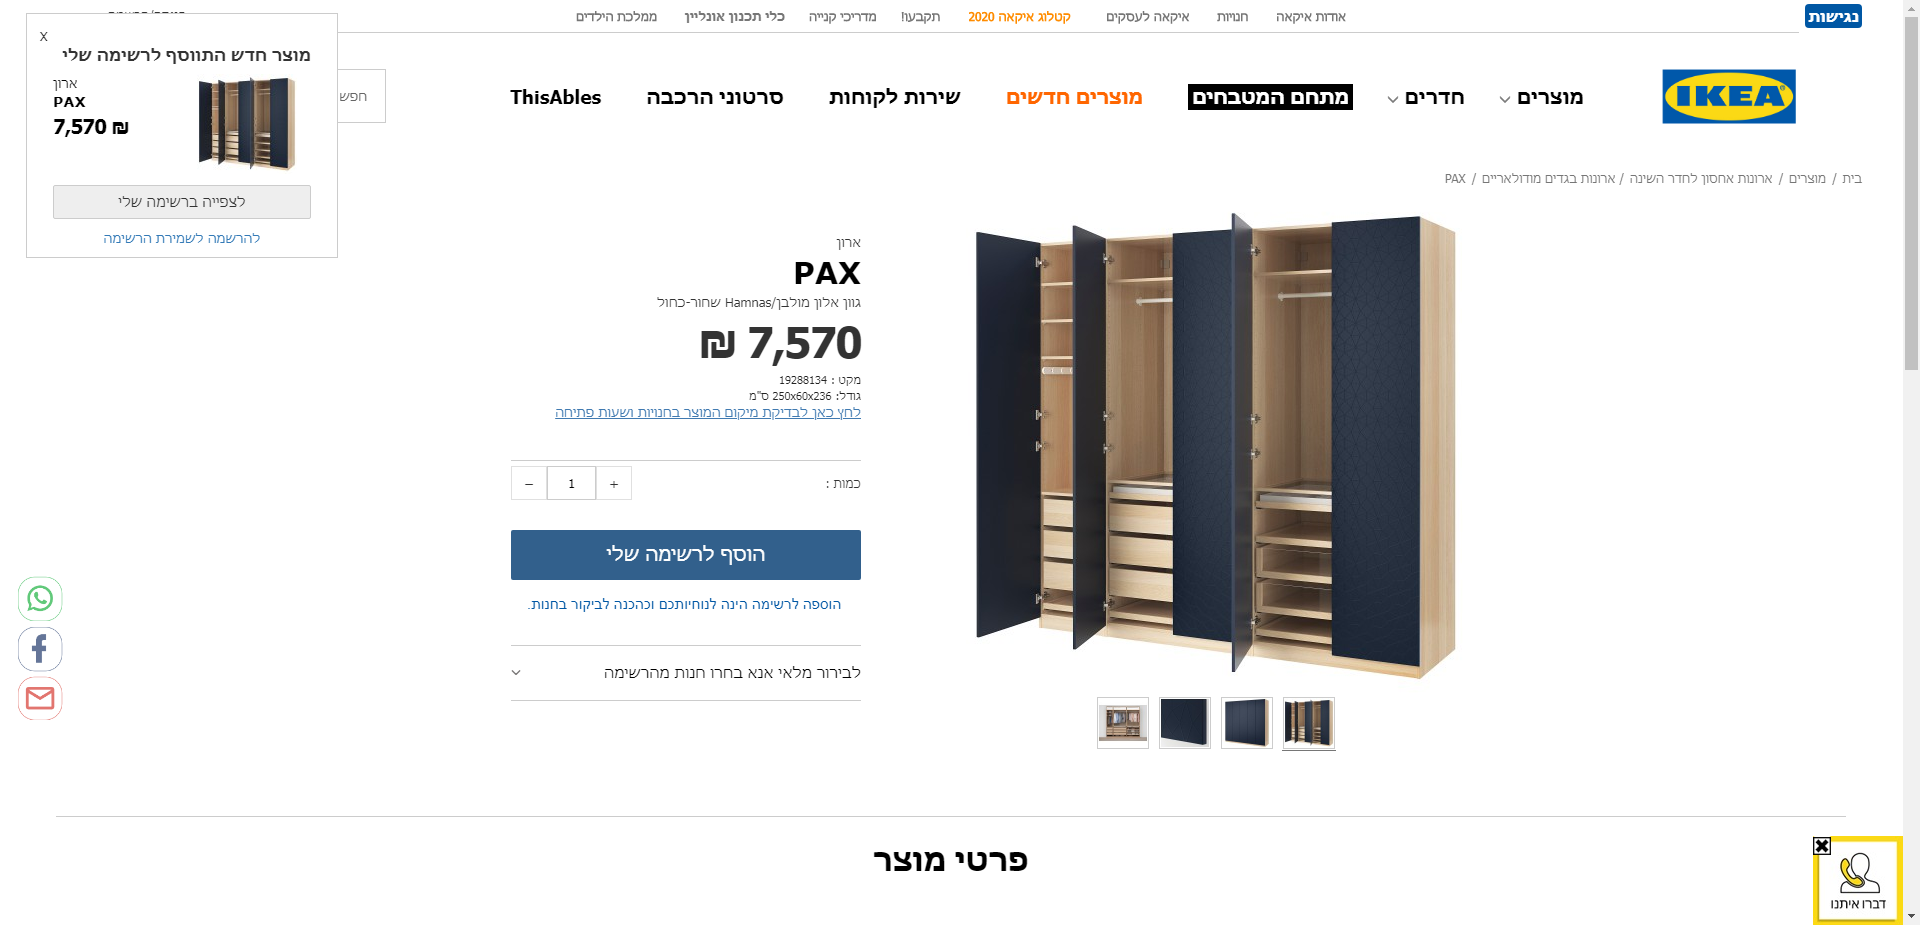 נגישות
אודות איקאה
חנויות
איקאה לעסקים
קטלוג איקאה 2020
תקבעו!
מדריכי קנייה
כלי תכנון אונליין
ממלכת הילדים
IKEA
מוצרים
חדרים
מתחם המטבחים
מוצרים חדשים
שירות לקוחות
סרטוני הרכבה
ThisAbles
חפש
X
מוצר חדש התווסף לרשימה שלי
ארון
PAX
7,570 ₪
לצפייה ברשימה שלי
להרשמה לשמירת הרשימה
בית / מוצרים / ארונות אחסון לחדר השינה / ארונות בגדים מודולאריים / PAX
ארון
PAX
גוון אלון מולבן/Hamnas שחור-כחול
7,570 ₪
מקט : 19288134
גודל: 250x60x236 ס"מ
לחץ כאן לבדיקת מיקום המוצר בחנויות ושעות פתיחה
כמות :
+
1
−
הוסף לרשימה שלי
הוספה לרשימה הינה לנוחיותכם וכהכנה לביקור בחנות.
לבירור מלאי אנא בחרו חנות מהרשימה
פרטי מוצר
דברו איתנו